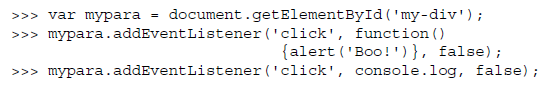 >>> var mypara = document.getElementById('my-div');
>>> mypara.addEventListener('click', function()
{alert('Boo!')}, false);
>>> mypara.addEventListener('click', console.log, false);